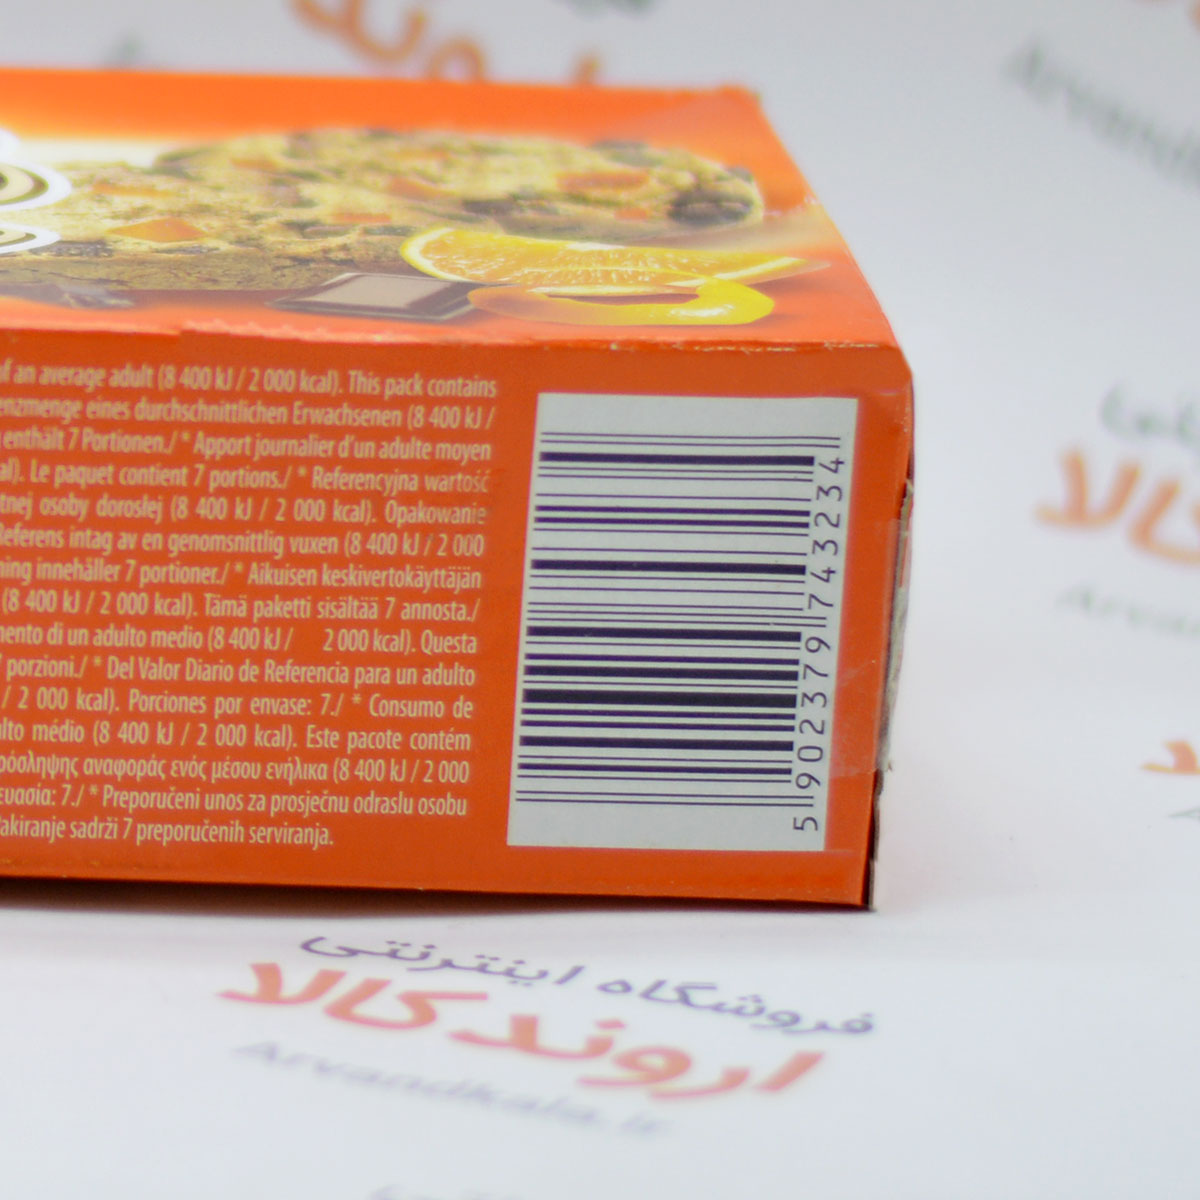 of an average adult (8 400 kJ / 2 000 kcal). This pack contains
enzmenge eines durchschnittlichen Erwachsenen (8 400 kJ /
enthält 7 Portionen./ * Apport journalier d'un adulte moyen
al). Le paquet contient 7 portions./ * Referencyjna wartość
tnej osoby dorosłej (8 400 kJ / 2 000 kcal). Opakowanie
Referens intag av en genomsnittlig vuxen (8 400 kJ / 2 000
ning innehåller 7 portioner./ * Aikuisen keskivertokäyttäjän
(8 400 kJ / 2 000 kcal). Tämä paketti sisältää 7 annosta./
mento di un adulto medio (8 400 kJ / 2 000 kcal). Questa
porzioni./ * Del Valor Diario de Referencia para un adulto
/ 2 000 kcal). Porciones por envase: 7./ * Consumo de
ulto médio (8 400 kJ / 2 000 kcal). Este pacote contém
ρόσληψης αναφοράς ενός μέσου ενήλικα (8 400 kJ / 2 000
ευασία: 7./ * Preporučeni unos za prosječnu odraslu osobu
Pakiranje sadrži 7 preporučenih serviranja.
5 902379 743234
فروشگاه اینترنتی
اروند کالا
Arvandkala.ir
کالا